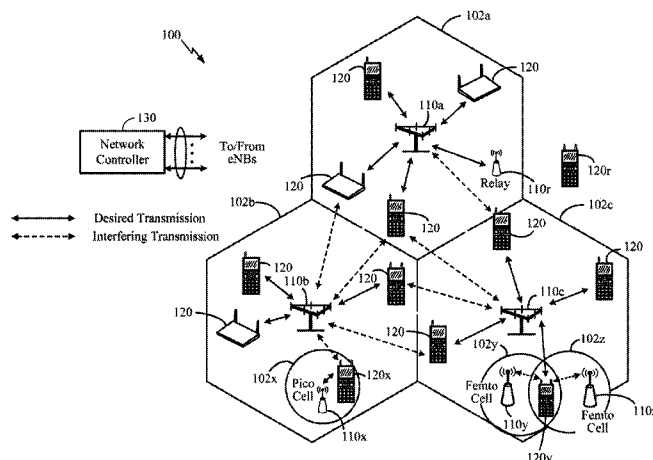 100
102a
120
120
110a
130
Network
Controller
To/From
eNBs
120
Relay
110r
120r
Desired Transmission
Interfering Transmission
102b
120
120
102c
120
110b
120
110c
120
120
120
102y
102z
102x
Pico
Cell
120x
110x
Femto
Cell
110y
120y
Femto
Cell